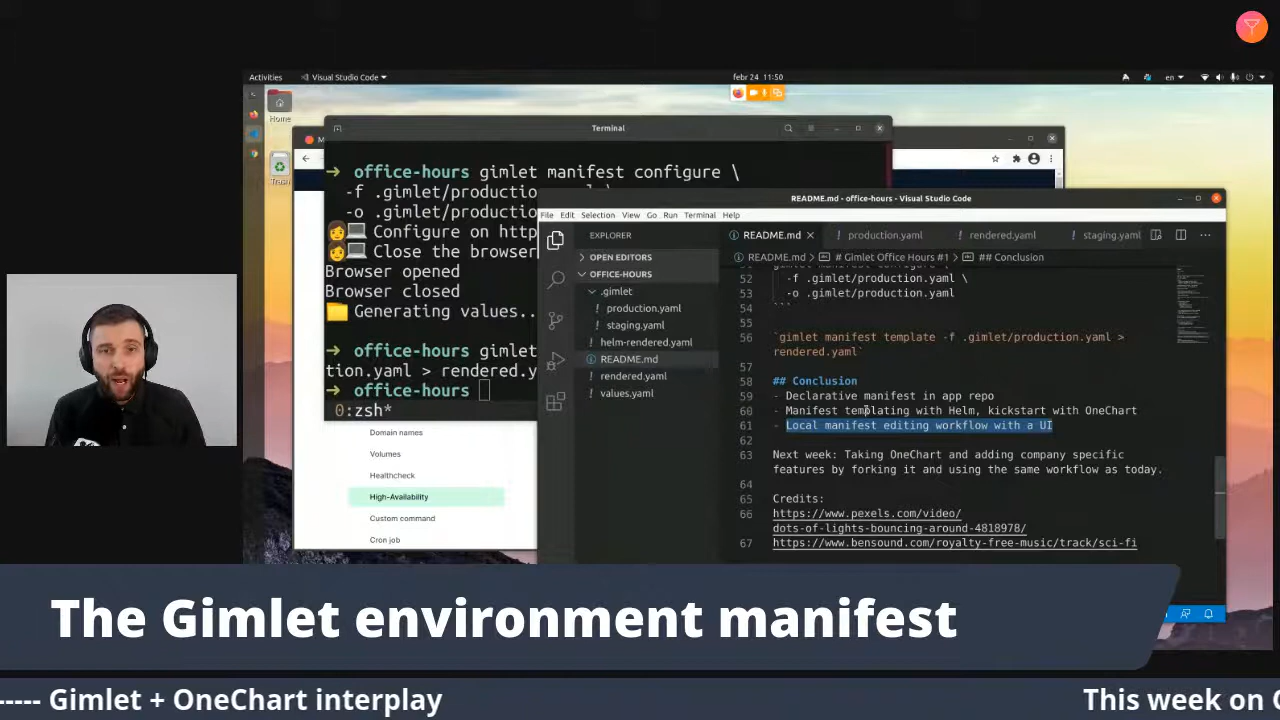 Activities
Visual Studio Code
febr 24 11:50
en
Home
Trash
Terminal
➜ office-hours gimlet manifest configure \
-f .gimlet/productio
-o .gimlet/productio
Configure on http
Close the browser
Browser opened
Browser closed
Generating values..
➜ office-hours gimlet
tion.yaml > rendered.y
➜ office-hours
0:zsh*
Domain names
Volumes
Healthcheck
High-Availability
Custom command
Cron job
README.md - office-hours - Visual Studio Code
File Edit Selection View Go Run Terminal Help
EXPLORER
OPEN EDITORS
OFFICE-HOURS
.gimlet
! production.yaml
! staging.yaml
! helm-rendered.yaml
README.md
! rendered.yaml
! values.yaml
README.md
! production.yaml
! rendered.yaml
! staging.yaml
README.md > # Gimlet Office Hours #1 > ## Conclusion
52 -f .gimlet/production.yaml \
53 -o .gimlet/production.yaml
54 ```
55
56 `gimlet manifest template -f .gimlet/production.yaml >
rendered.yaml`
57
58 ## Conclusion
59 - Declarative manifest in app repo
60 - Manifest templating with Helm, kickstart with OneChart
61 - Local manifest editing workflow with a UI
62
63 Next week: Taking OneChart and adding company specific
features by forking it and using the same workflow as today.
64
65 Credits:
66 https://www.pexels.com/video/
dots-of-lights-bouncing-around-4818978/
67 https://www.bensound.com/royalty-free-music/track/sci-fi
The Gimlet environment manifest
----- Gimlet + OneChart interplay
This week on